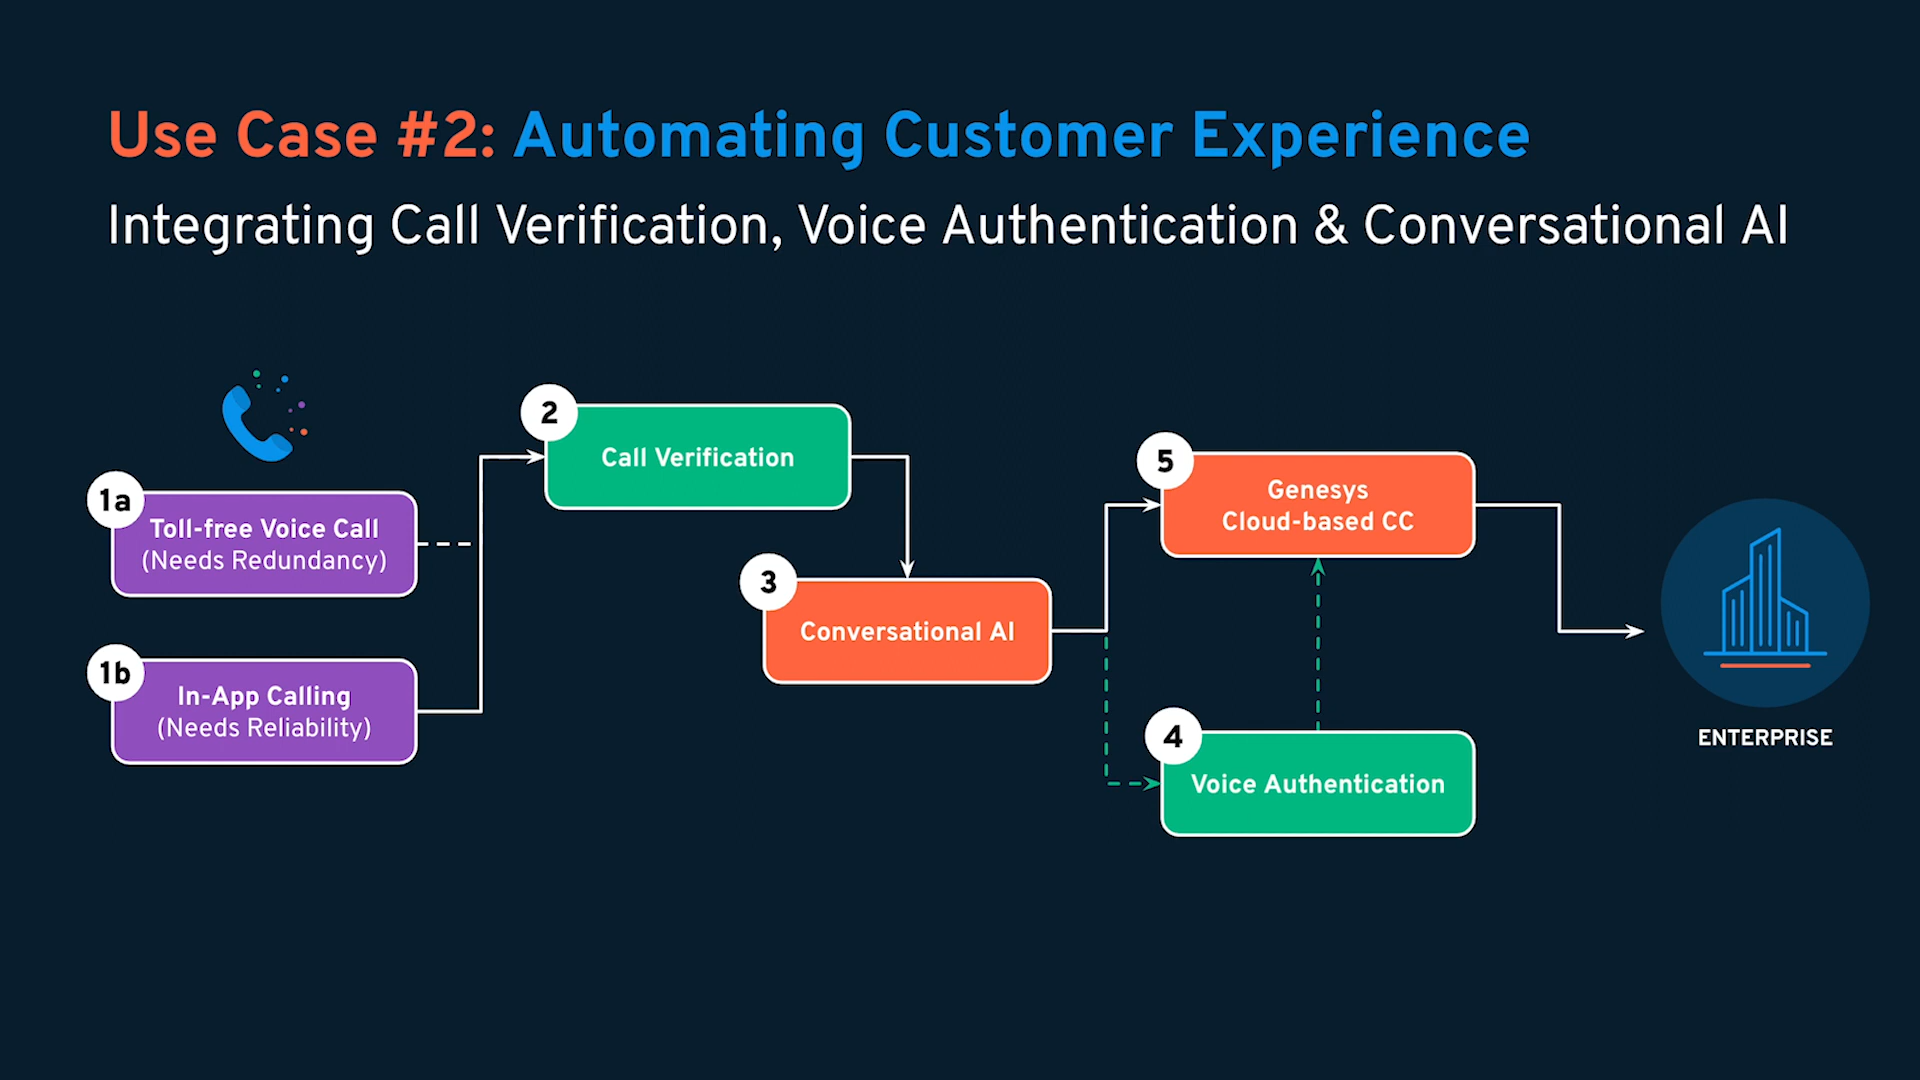 Use Case #2: Automating Customer Experience
Integrating Call Verification, Voice Authentication & Conversational AI
1a
Toll-free Voice Call
(Needs Redundancy)
1b
In-App Calling
(Needs Reliability)
2
Call Verification
3
Conversational AI
4
Voice Authentication
5
Genesys
Cloud-based CC
ENTERPRISE